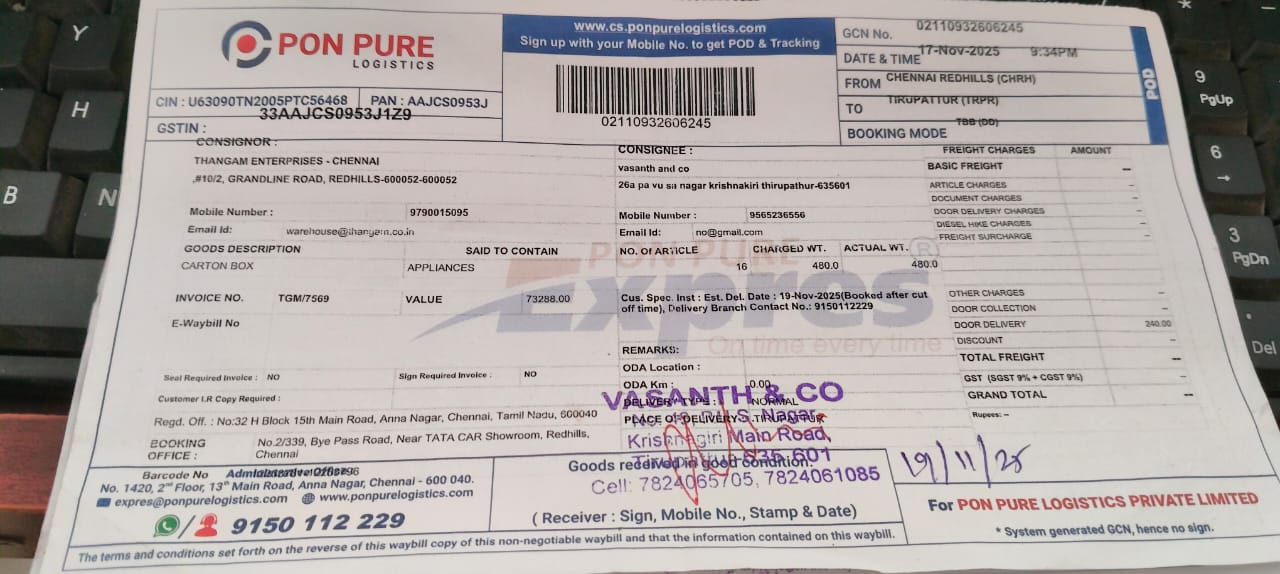 PON PURE
LOGISTICS
CIN : U63090TN2005PTC56468 PAN : AAJCS0953J
33AAJCS0953J1Z9
GSTIN :
www.cs.ponpurelogistics.com
Sign up with your Mobile No. to get POD & Tracking
02110932606245
GCN No. 02110932606245
DATE & TIME 17-Nov-2025 9:34PM
FROM CHENNAI REDHILLS (CHRH)
TO TIRUPATTUR (TRPR)
BOOKING MODE TBB (DD)
POD
CONSIGNOR :
THANGAM ENTERPRISES - CHENNAI
,#10/2, GRANDLINE ROAD, REDHILLS-600052-600052
Mobile Number : 9790015095
Email Id: warehouse@thangam.co.in
CONSIGNEE :
vasanth and co
26a pa vu sa nagar krishnakiri thirupathur-635601
Mobile Number : 9565236556
Email Id: no@gmail.com
FREIGHT CHARGES AMOUNT
BASIC FREIGHT –
ARTICLE CHARGES –
DOCUMENT CHARGES –
DOOR DELIVERY CHARGES –
DIESEL HIKE CHARGES –
FREIGHT SURCHARGE –
GOODS DESCRIPTION SAID TO CONTAIN NO. Of ARTICLE CHARGED WT. ACTUAL WT.
CARTON BOX APPLIANCES 16 480.0 480.0
PON PURE
Expres
On time every time
INVOICE NO. TGM/7569 VALUE 73288.00
Cus. Spec. Inst : Est. Del. Date : 19-Nov-2025(Booked after cut
off time), Delivery Branch Contact No.: 9150112229
E-Waybill No
OTHER CHARGES –
DOOR COLLECTION –
DOOR DELIVERY 240.00
DISCOUNT –
TOTAL FREIGHT –
GST (SGST 9% + CGST 9%) –
GRAND TOTAL –
Rupees: –
REMARKS:
ODA Location :
ODA Km : 0.00
DELIVERY TYPE : NORMAL
PLACE OF DELIVERY : TIRUPATTUR
Seal Required Invoice : NO Sign Required Invoice : NO
Customer I.R Copy Required :
Regd. Off. : No:32 H Block 15th Main Road, Anna Nagar, Chennai, Tamil Nadu, 600040
BOOKING
OFFICE :
No.2/339, Bye Pass Road, Near TATA CAR Showroom, Redhills,
Chennai
VASANTH & CO
Nagar,
Krishnagiri Main Road,
635 601
Cell: 7824065705, 7824061085
Goods received in good condition:
( Receiver : Sign, Mobile No., Stamp & Date)
19/11/25
Barcode No
No. 1420, 2nd Floor, 13th Main Road, Anna Nagar, Chennai - 600 040.
expres@ponpurelogistics.com www.ponpurelogistics.com
9150 112 229
For PON PURE LOGISTICS PRIVATE LIMITED
* System generated GCN, hence no sign.
The terms and conditions set forth on the reverse of this waybill copy of this non-negotiable waybill and that the information contained on this waybill.
Y
H
B
N
9
PgUp
6
3
PgDn
Del